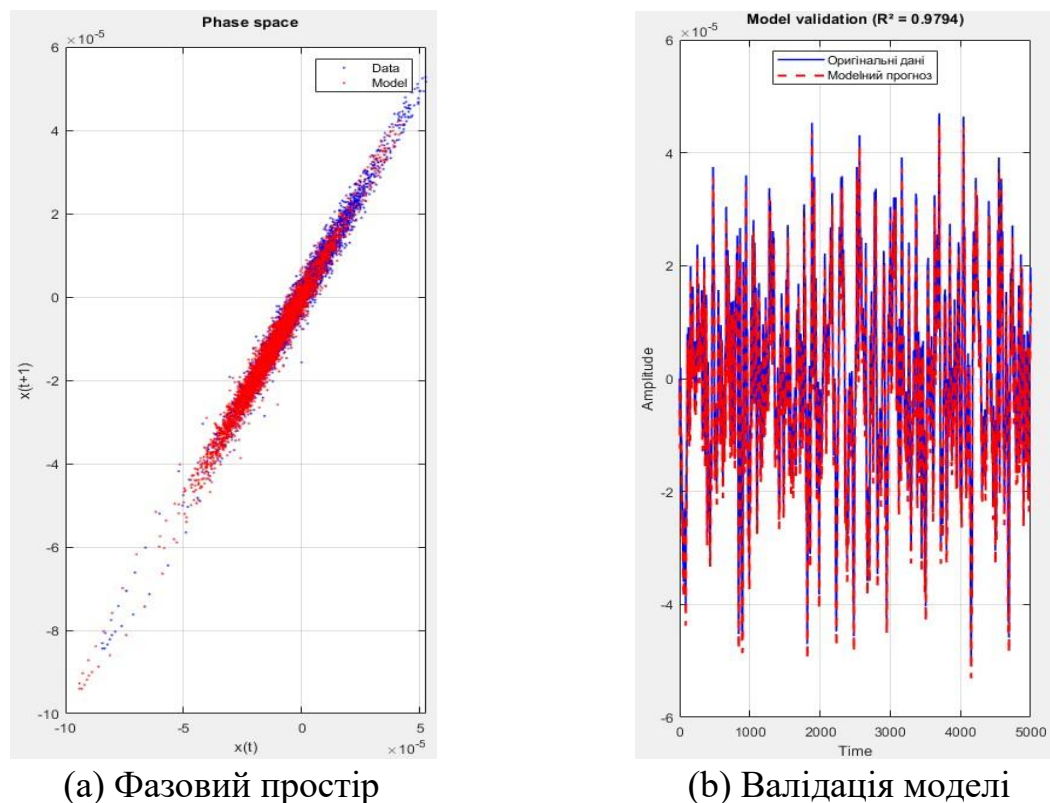 Phase space
×10⁻⁵
6
4
2
0
-2
-4
-6
-8
-10
-10
-5
0
5
×10⁻⁵
x(t)
x(t+1)
Data
Model
(a) Фазовий простір
Model validation (R² = 0.9794)
×10⁻⁵
6
4
2
0
-2
-4
-6
0
1000
2000
3000
4000
5000
Time
Amplitude
Оригінальні дані
Modelний прогноз
(b) Валідація моделі